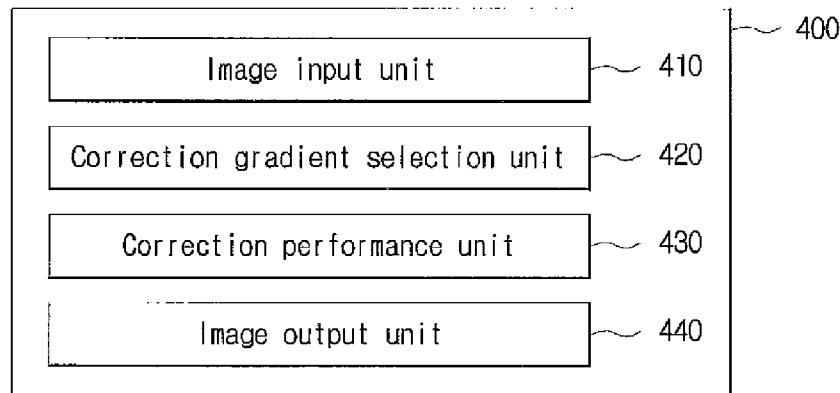 400
Image input unit 410
Correction gradient selection unit 420
Correction performance unit 430
Image output unit 440